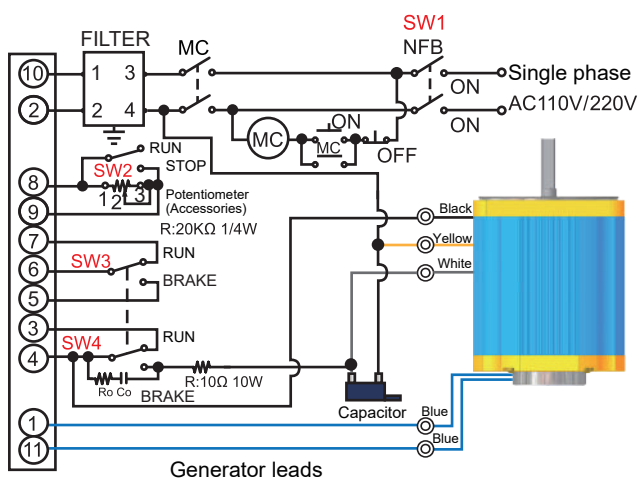 SW1
FILTER
MC
NFB
10
1
3
ON
Single phase
2
2
4
ON
AC110V/220V
MC
ON
MC
OFF
RUN
STOP
SW2
8
1
2
3
Potentiometer
(Accessories)
9
R:20KΩ 1/4W
Black
7
RUN
Yellow
6
SW3
White
BRAKE
5
3
RUN
SW4
4
R:10Ω 10W
Ro Co
BRAKE
Capacitor
1
Blue
11
Blue
Generator leads